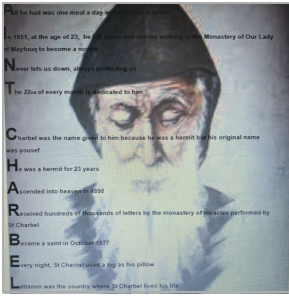 All he had was one meal a day
In 1851, at the age of 23, he left home and started walking to the Monastery of Our Lady
of Mayfouq to become a novice
Never lets us down, always protecting us
The 22nd of every month is dedicated to him
Charbel was the name given to him because he was a hermit but his original name
was yousef
He was a hermit for 23 years
Ascended into heaven in 1898
Received hundreds of thousands of letters by the monastery of miracles performed by
St Charbel
Became a saint in October 1977
Every night, St Charbel used a log as his pillow
Lebanon was the country where St Charbel lived his life